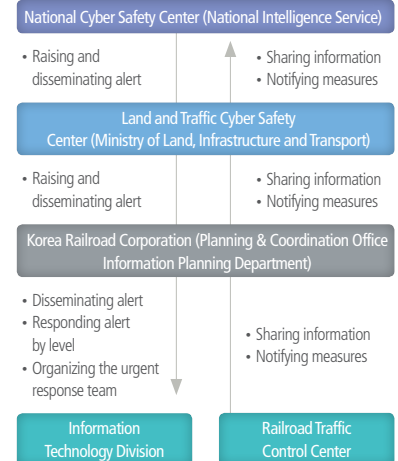 National Cyber Safety Center (National Intelligence Service)
• Raising and
disseminating alert
• Sharing information
• Notifying measures
Land and Traffic Cyber Safety
Center (Ministry of Land, Infrastructure and Transport)
• Raising and
disseminating alert
• Sharing information
• Notifying measures
Korea Railroad Corporation (Planning & Coordination Office
Information Planning Department)
• Disseminating alert
• Responding alert
by level
• Organizing the urgent
response team
• Sharing information
• Notifying measures
Information
Technology Division
Railroad Traffic
Control Center